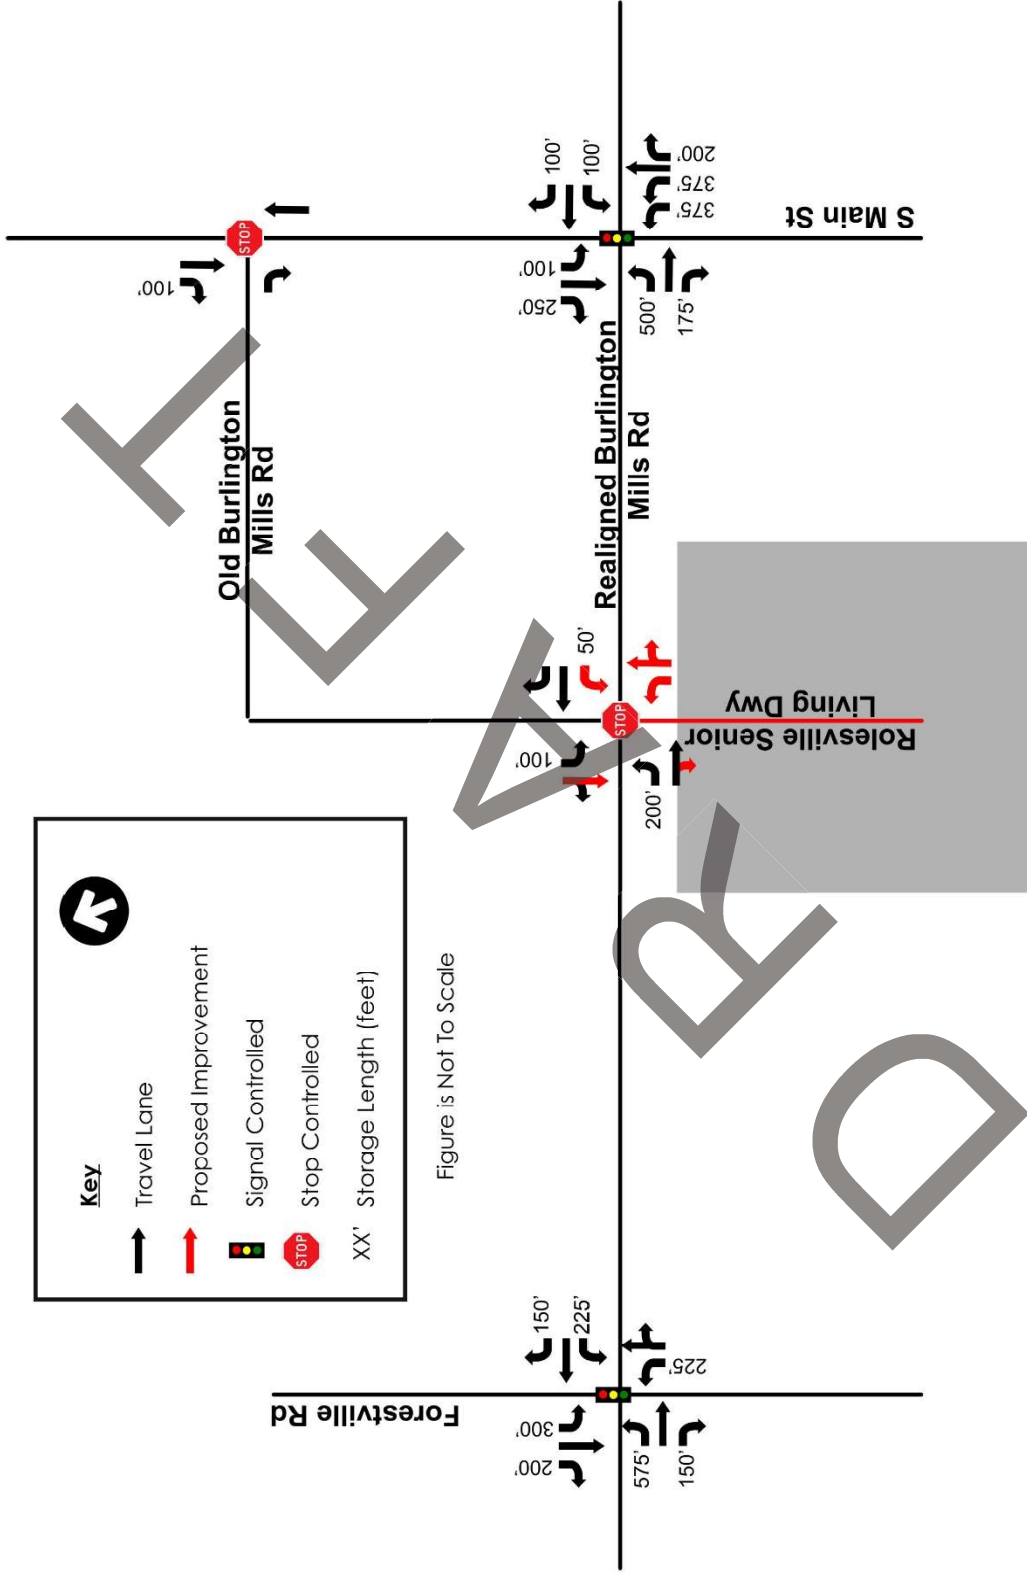 Key
Travel Lane
Proposed Improvement
Signal Controlled
STOP
Stop Controlled
XX' Storage Length (feet)
Figure is Not To Scale
Forestville Rd
200'
300'
150'
225'
575'
150'
225'
Old Burlington
Mills Rd
100'
STOP
Realigned Burlington
Mills Rd
100'
50'
STOP
200'
Rolesville Senior
Living Dwy
250'
100'
100'
100'
500'
175'
375'
375'
200'
S Main St
DRAFT